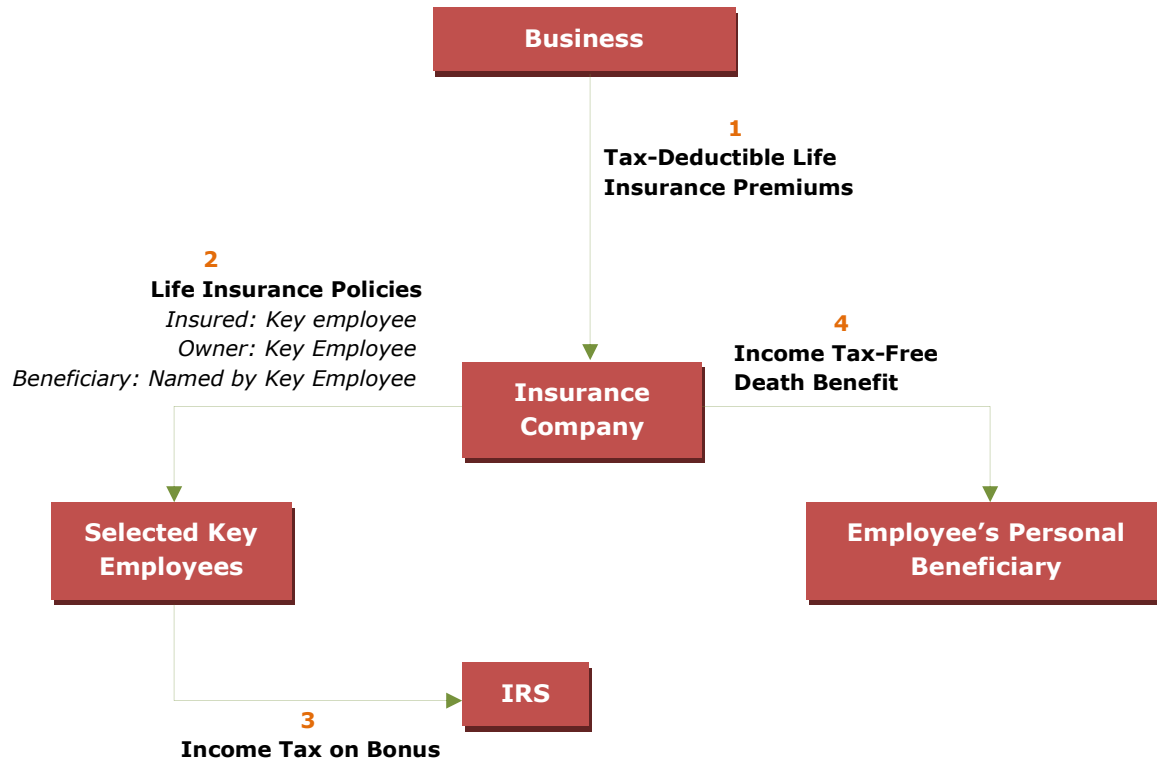 Business
1
Tax-Deductible Life
Insurance Premiums
2
Life Insurance Policies
Insured: Key employee
Owner: Key Employee
Beneficiary: Named by Key Employee
4
Income Tax-Free
Death Benefit
Insurance
Company
Selected Key
Employees
Employee’s Personal
Beneficiary
IRS
3
Income Tax on Bonus